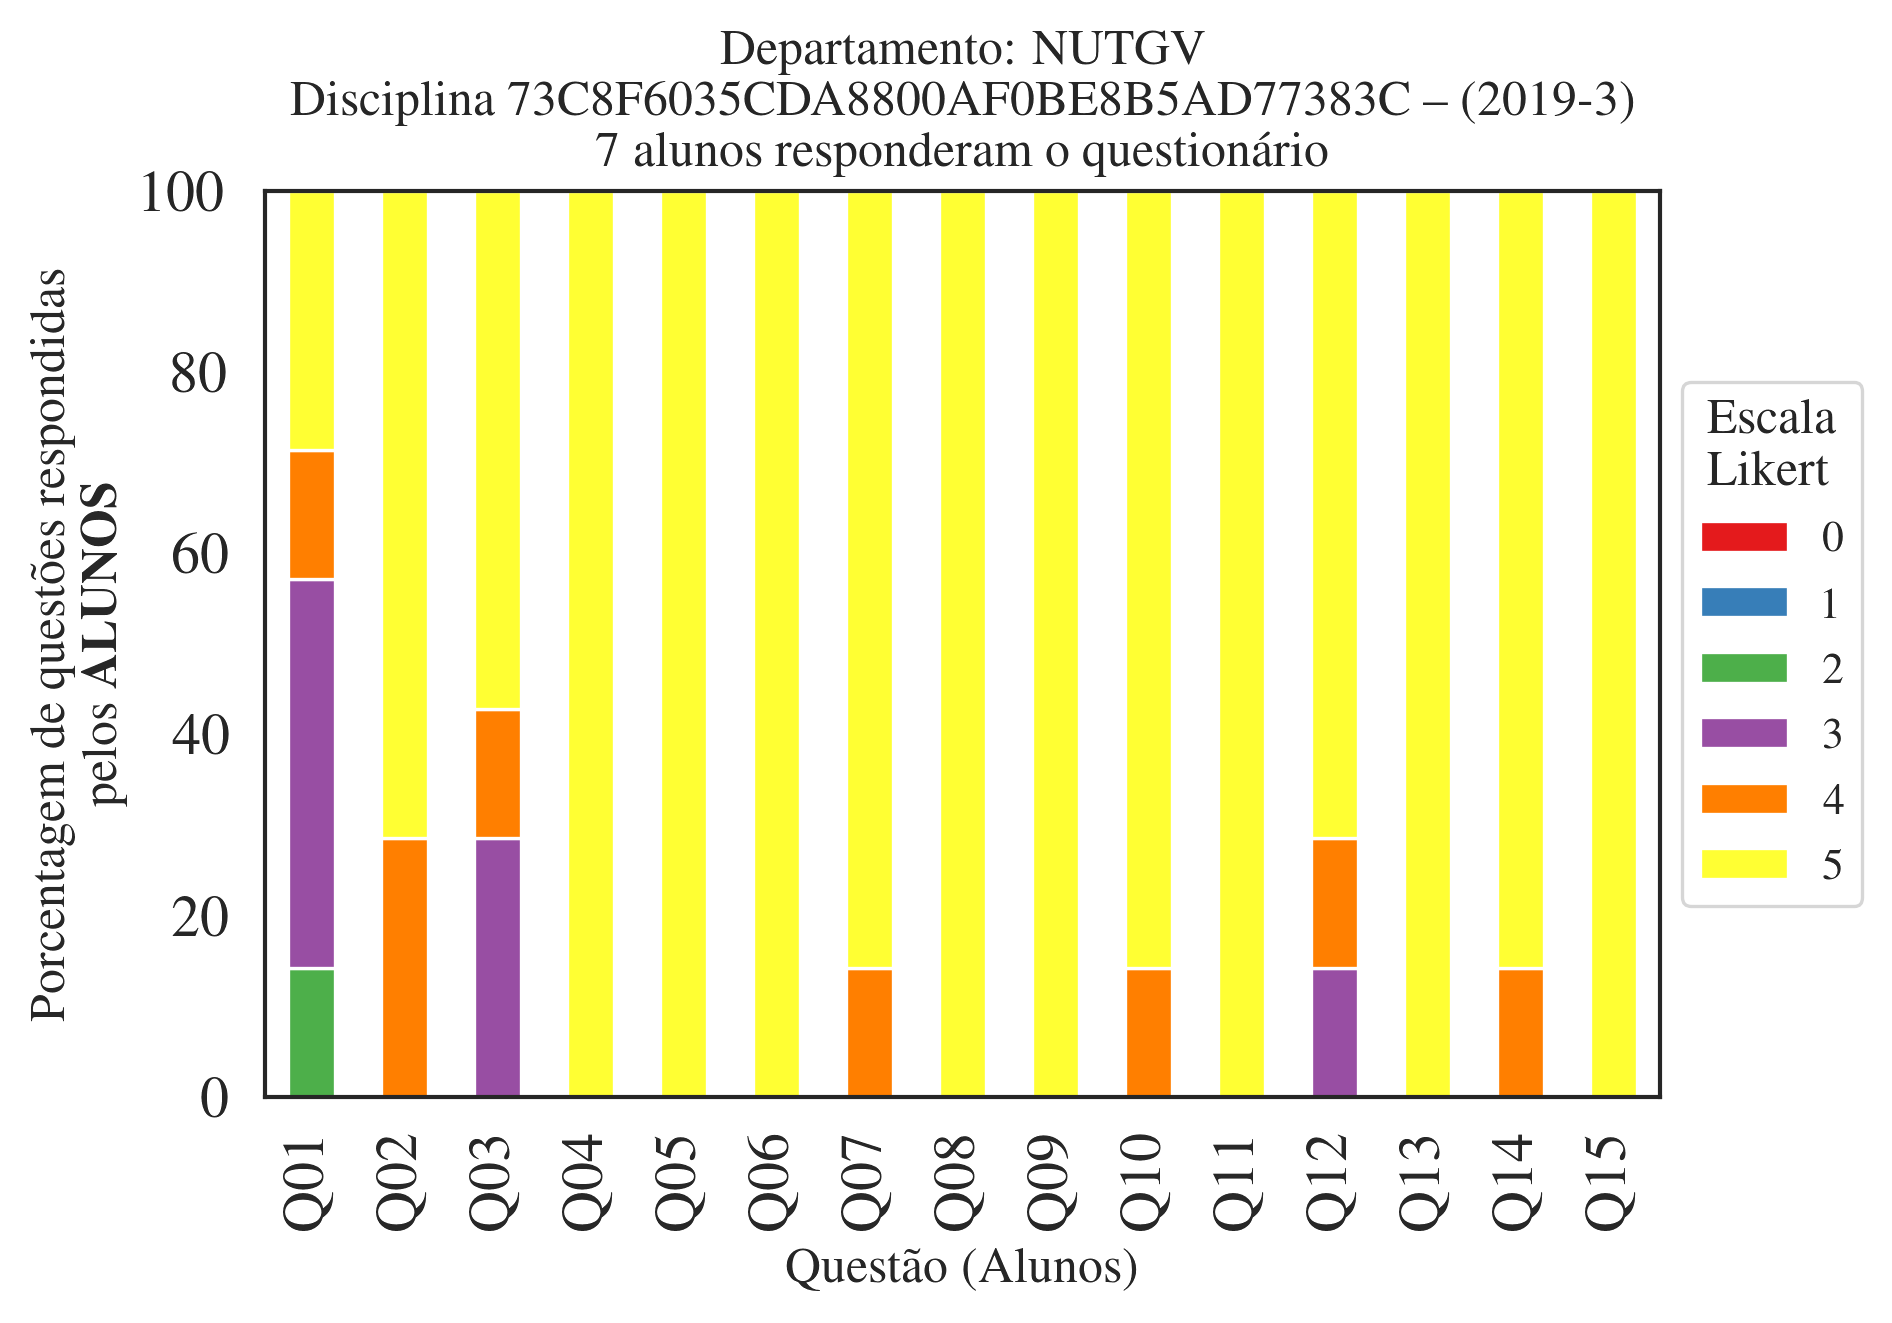 Departamento: NUTGV
Disciplina 73C8F6035CDA8800AF0BE8B5AD77383C – (2019-3)
7 alunos responderam o questionário
Porcentagem de questões respondidas
pelos ALUNOS
100
80
60
40
20
0
Q01
Q02
Q03
Q04
Q05
Q06
Q07
Q08
Q09
Q10
Q11
Q12
Q13
Q14
Q15
Questão (Alunos)
Escala
Likert
0
1
2
3
4
5